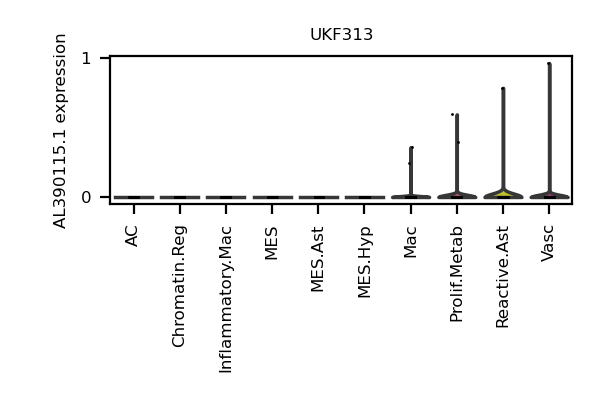 UKF313
AL390115.1 expression
1
0
AC
Chromatin.Reg
Inflammatory.Mac
MES
MES.Ast
MES.Hyp
Mac
Prolif.Metab
Reactive.Ast
Vasc